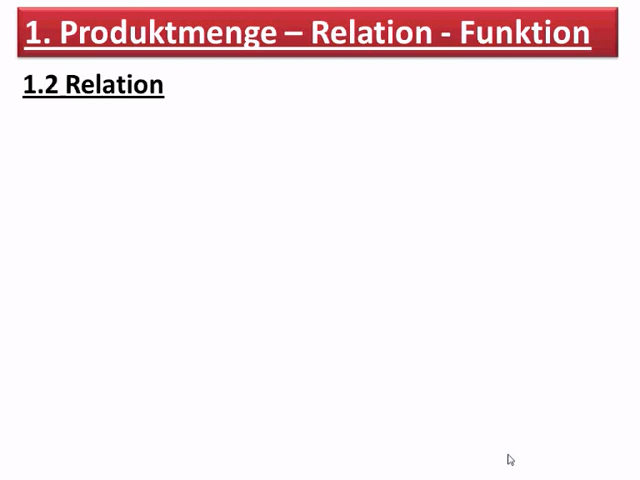 1. Produktmenge – Relation - Funktion
1.2 Relation